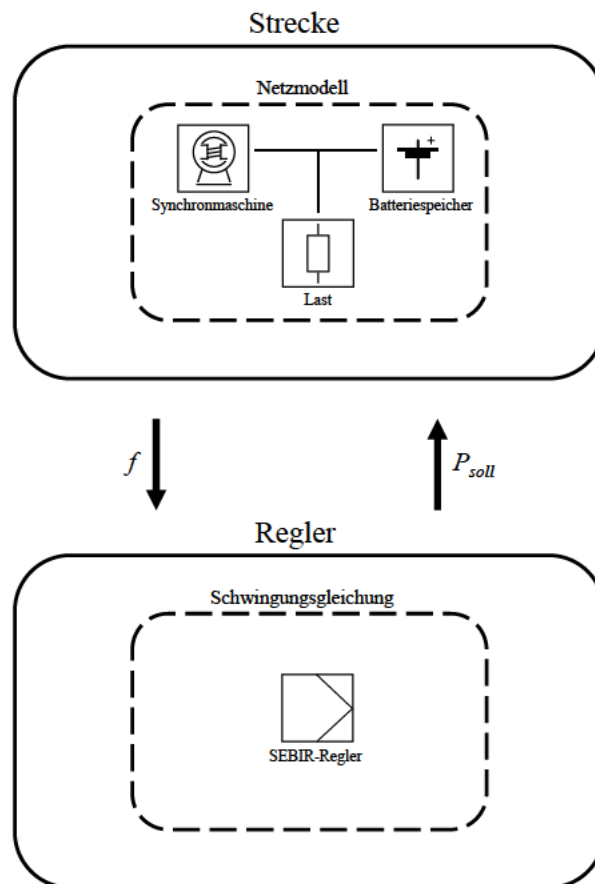 Strecke
Netzmodell
Synchronmaschine
Batteriespeicher
Last
f
P_soll
Regler
Schwingungsgleichung
SEBIR-Regler